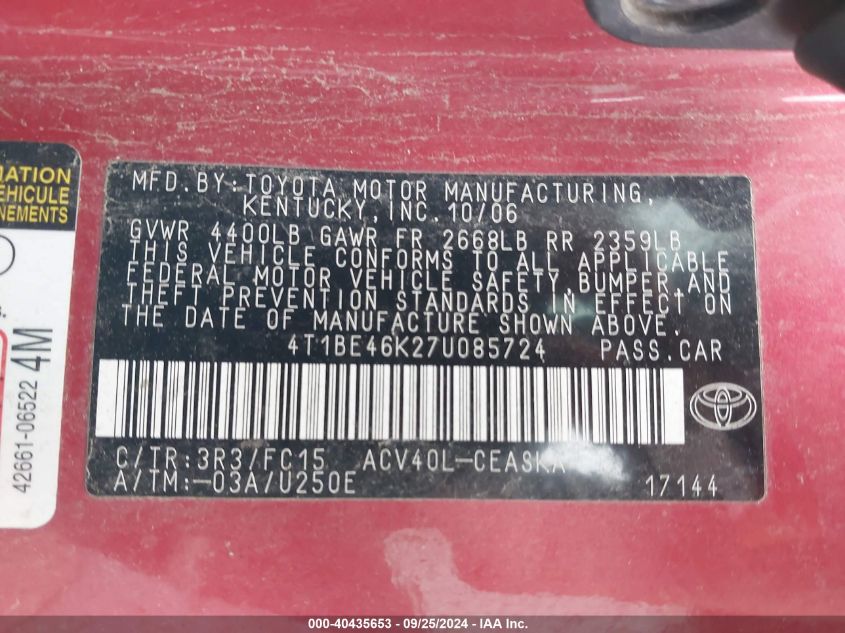 MATION
VEHICULE
NEMENTS
42661-06522 4M
MFD.BY:TOYOTA MOTOR MANUFACTURING,
KENTUCKY,INC.10/06
GVWR 4400LB GAWR FR 2668LB RR 2359LB
THIS VEHICLE CONFORMS TO ALL APPLICABLE
FEDERAL MOTOR VEHICLE SAFETY,BUMPER,AND
THEFT PREVENTION STANDARDS IN EFFECT ON
THE DATE OF MANUFACTURE SHOWN ABOVE.
4T1BE46K27U085724 PASS.CAR
C/TR:3R3/FC15 ACV40L-CEASKA
A/TM:-03A/U250E 17144
000-40435653 - 09/25/2024 - IAA Inc.